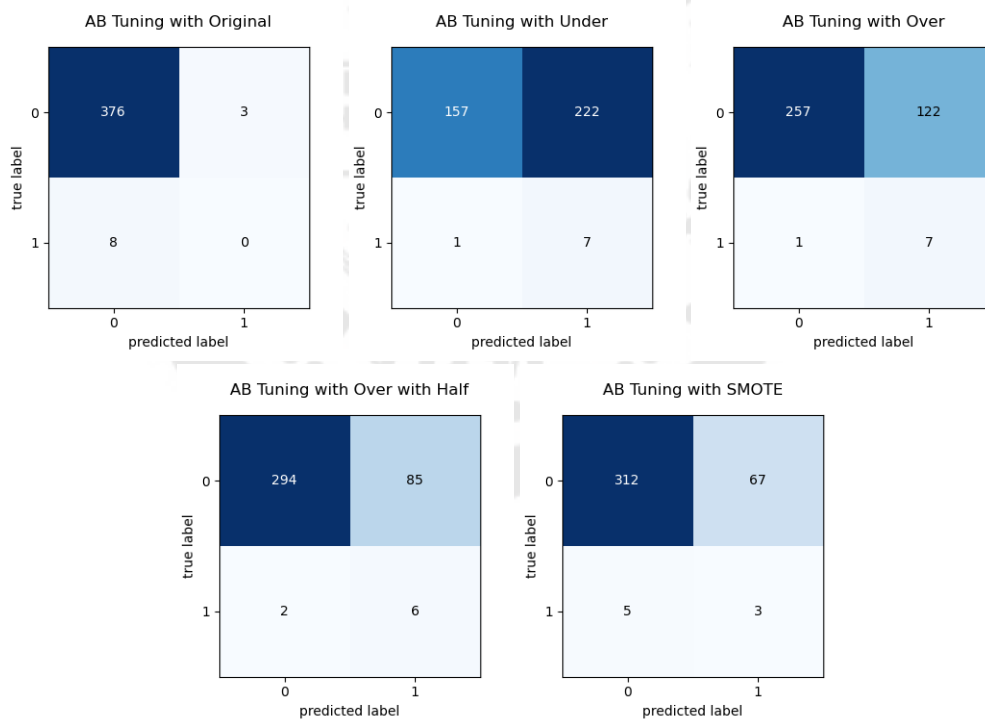 AB Tuning with Original
0 376 3
1 8 0
0 1
true label
predicted label
AB Tuning with Under
0 157 222
1 1 7
0 1
true label
predicted label
AB Tuning with Over
0 257 122
1 1 7
0 1
true label
predicted label
AB Tuning with Over with Half
0 294 85
1 2 6
0 1
true label
predicted label
AB Tuning with SMOTE
0 312 67
1 5 3
0 1
true label
predicted label